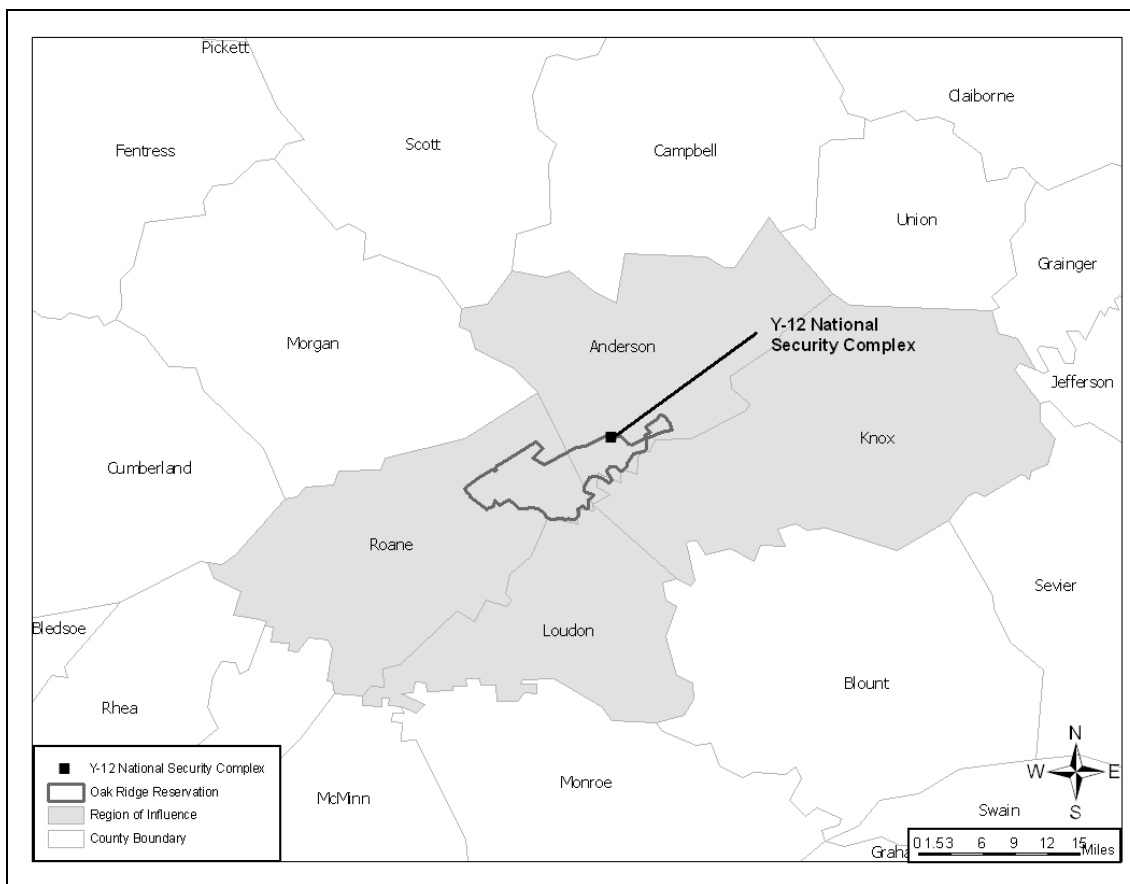 Pickett
Claiborne
Scott
Fentress
Campbell
Union
Grainger
Y-12 National
Security Complex
Morgan
Anderson
Jefferson
Knox
Cumberland
Roane
Sevier
Bledsoe
Loudon
Blount
Rhea
N
W E
S
Y-12 National Security Complex
Oak Ridge Reservation
Region of Influence
County Boundary
Monroe
McMinn
Swain
Grah
0 1.5 3 6 9 12 15
Miles